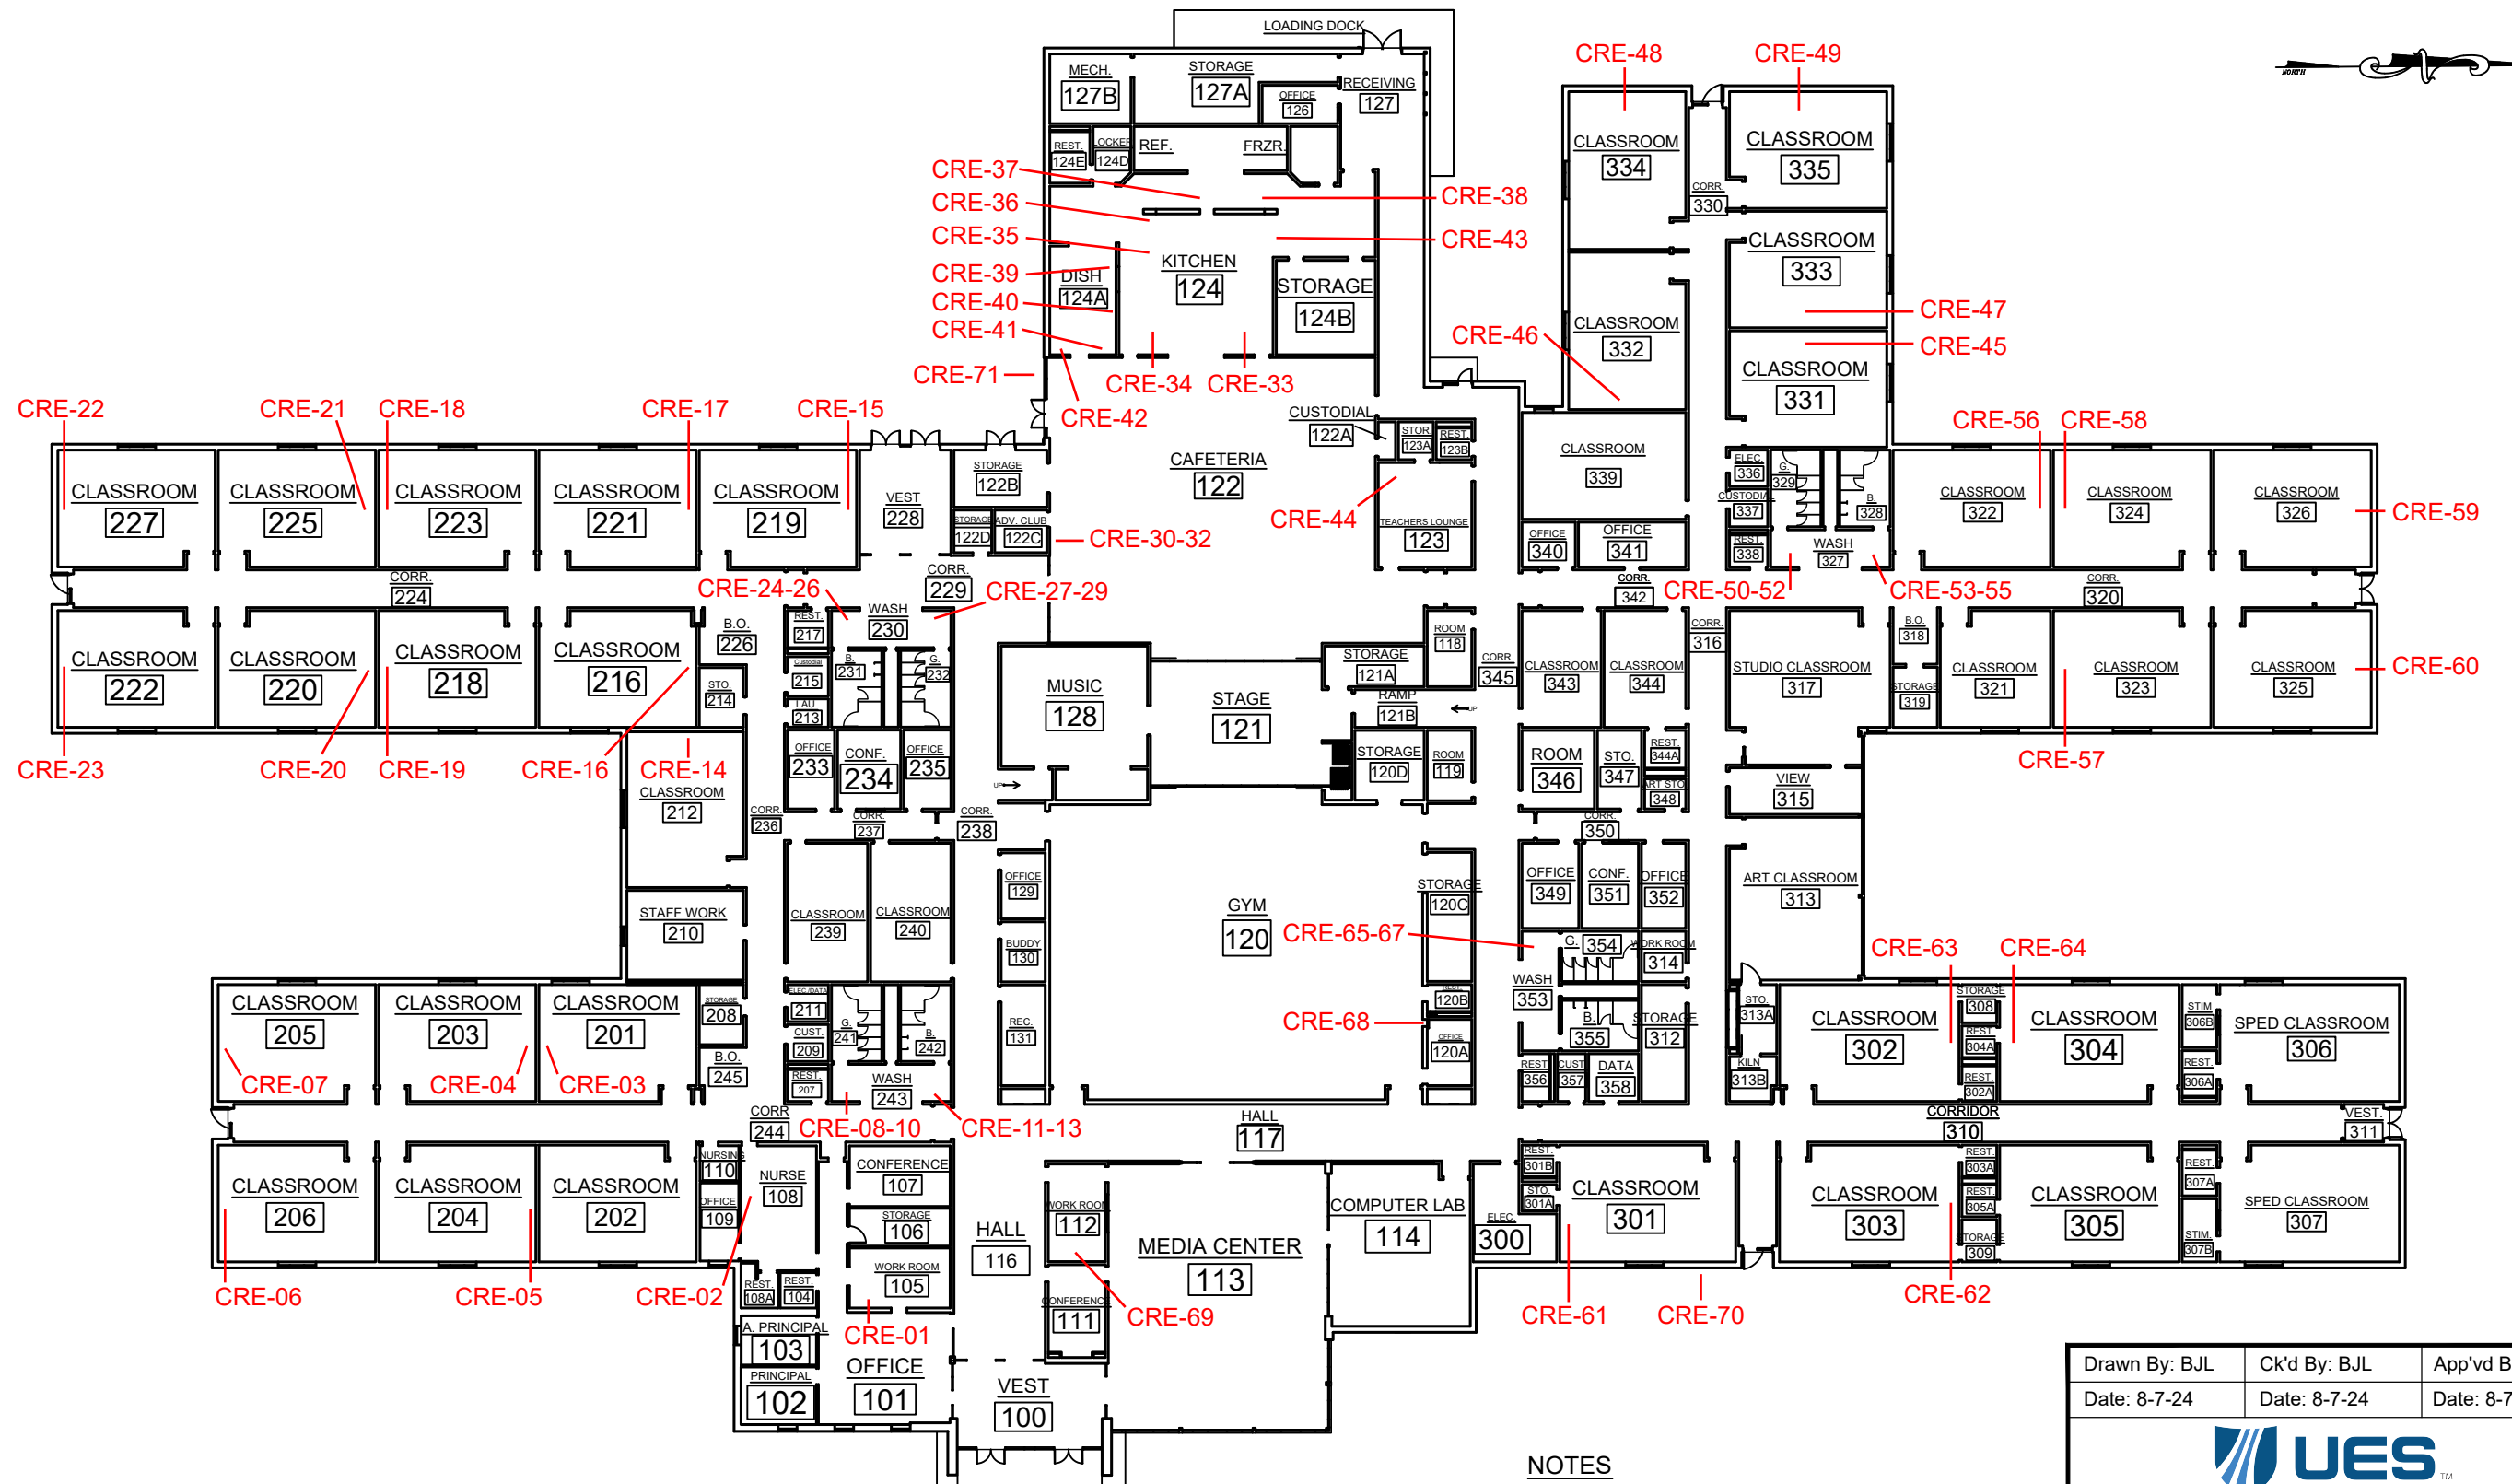 LOADING DOCK
MECH.
127B
STORAGE
127A
OFFICE
126
RECEIVING
127
CRE-48
CRE-49
NORTH
REST.
124E
LOCKER
124D
REF.
FRZR.
CLASSROOM
334
CLASSROOM
335
CORR.
330
CRE-37
CRE-36
CRE-35
CRE-39
CRE-40
CRE-41
CRE-38
CRE-43
DISH
124A
KITCHEN
124
STORAGE
124B
CLASSROOM
333
CLASSROOM
332
CRE-46
CRE-47
CRE-45
CLASSROOM
331
CRE-71
CRE-34
CRE-33
CRE-42
CRE-22
CRE-21
CRE-18
CRE-17
CRE-15
CUSTODIAL
122A
STOR.
123A
REST.
123B
CRE-56
CRE-58
CLASSROOM
227
CLASSROOM
225
CLASSROOM
223
CLASSROOM
221
CLASSROOM
219
VEST
228
STORAGE
122B
CAFETERIA
122
CLASSROOM
339
ELEC.
336
G.
329
B.
328
CUSTODIAL
337
CLASSROOM
322
CLASSROOM
324
CLASSROOM
326
CRE-59
STORAGE
122D
ADV. CLUB
122C
CRE-30-32
CRE-44
TEACHERS LOUNGE
123
OFFICE
340
OFFICE
341
REST.
338
WASH
327
CORR.
224
CORR.
229
CRE-24-26
CRE-27-29
CORR.
342
CRE-50-52
CRE-53-55
CORR.
320
B.O.
226
REST.
217
WASH
230
ROOM
118
CORR.
316
B.O.
318
CLASSROOM
222
CLASSROOM
220
CLASSROOM
218
CLASSROOM
216
STO.
214
Custodial
215
LAU.
213
B.
231
G.
232
MUSIC
128
STAGE
121
STORAGE
121A
RAMP
121B
UP
CORR.
345
CLASSROOM
343
CLASSROOM
344
STUDIO CLASSROOM
317
STORAGE
319
CLASSROOM
321
CLASSROOM
323
CLASSROOM
325
CRE-60
CRE-57
CRE-23
CRE-20
CRE-19
CRE-16
CRE-14
CLASSROOM
212
OFFICE
233
CONF.
234
OFFICE
235
UP
STORAGE
120D
ROOM
119
ROOM
346
STO.
347
REST.
344A
ART STO.
348
VIEW
315
CORR.
236
CORR.
237
CORR.
238
CORR.
350
STAFF WORK
210
CLASSROOM
239
CLASSROOM
240
OFFICE
129
BUDDY
130
GYM
120
STORAGE
120C
CRE-65-67
OFFICE
349
CONF.
351
OFFICE
352
ART CLASSROOM
313
G.
354
WORK ROOM
314
CRE-63
CRE-64
CLASSROOM
205
CLASSROOM
203
CLASSROOM
201
STORAGE
208
ELEC./DATA
211
CUST.
209
G.
241
B.
242
REC.
131
REST.
120B
CRE-68
OFFICE
120A
WASH
353
B.
355
STORAGE
312
STO.
313A
CLASSROOM
302
STORAGE
308
REST.
304A
REST.
302A
CLASSROOM
304
STIM
306B
REST.
306A
SPED CLASSROOM
306
CRE-07
CRE-04
CRE-03
B.O.
245
REST.
207
WASH
243
REST
356
CUST
357
DATA
358
KILN
313B
CORR
244
CRE-08-10
CRE-11-13
HALL
117
CORRIDOR
310
VEST.
311
CLASSROOM
206
CLASSROOM
204
CLASSROOM
202
NURSING
110
OFFICE
109
NURSE
108
CONFERENCE
107
STORAGE
106
WORK ROOM
105
HALL
116
WORK ROOM
112
MEDIA CENTER
113
COMPUTER LAB
114
ELEC.
300
REST.
301B
STO.
301A
CLASSROOM
301
CLASSROOM
303
REST.
303A
REST.
305A
STORAGE
309
CLASSROOM
305
REST.
307A
STIM.
307B
SPED CLASSROOM
307
CRE-06
CRE-05
CRE-02
REST.
108A
REST.
104
CRE-01
CONFERENCE
111
CRE-69
CRE-61
CRE-70
CRE-62
A. PRINCIPAL
103
PRINCIPAL
102
OFFICE
101
VEST
100
Drawn By: BJL
Ck'd By: BJL
App'vd B
Date: 8-7-24
Date: 8-7-24
Date: 8-7
NOTES
UES
TM